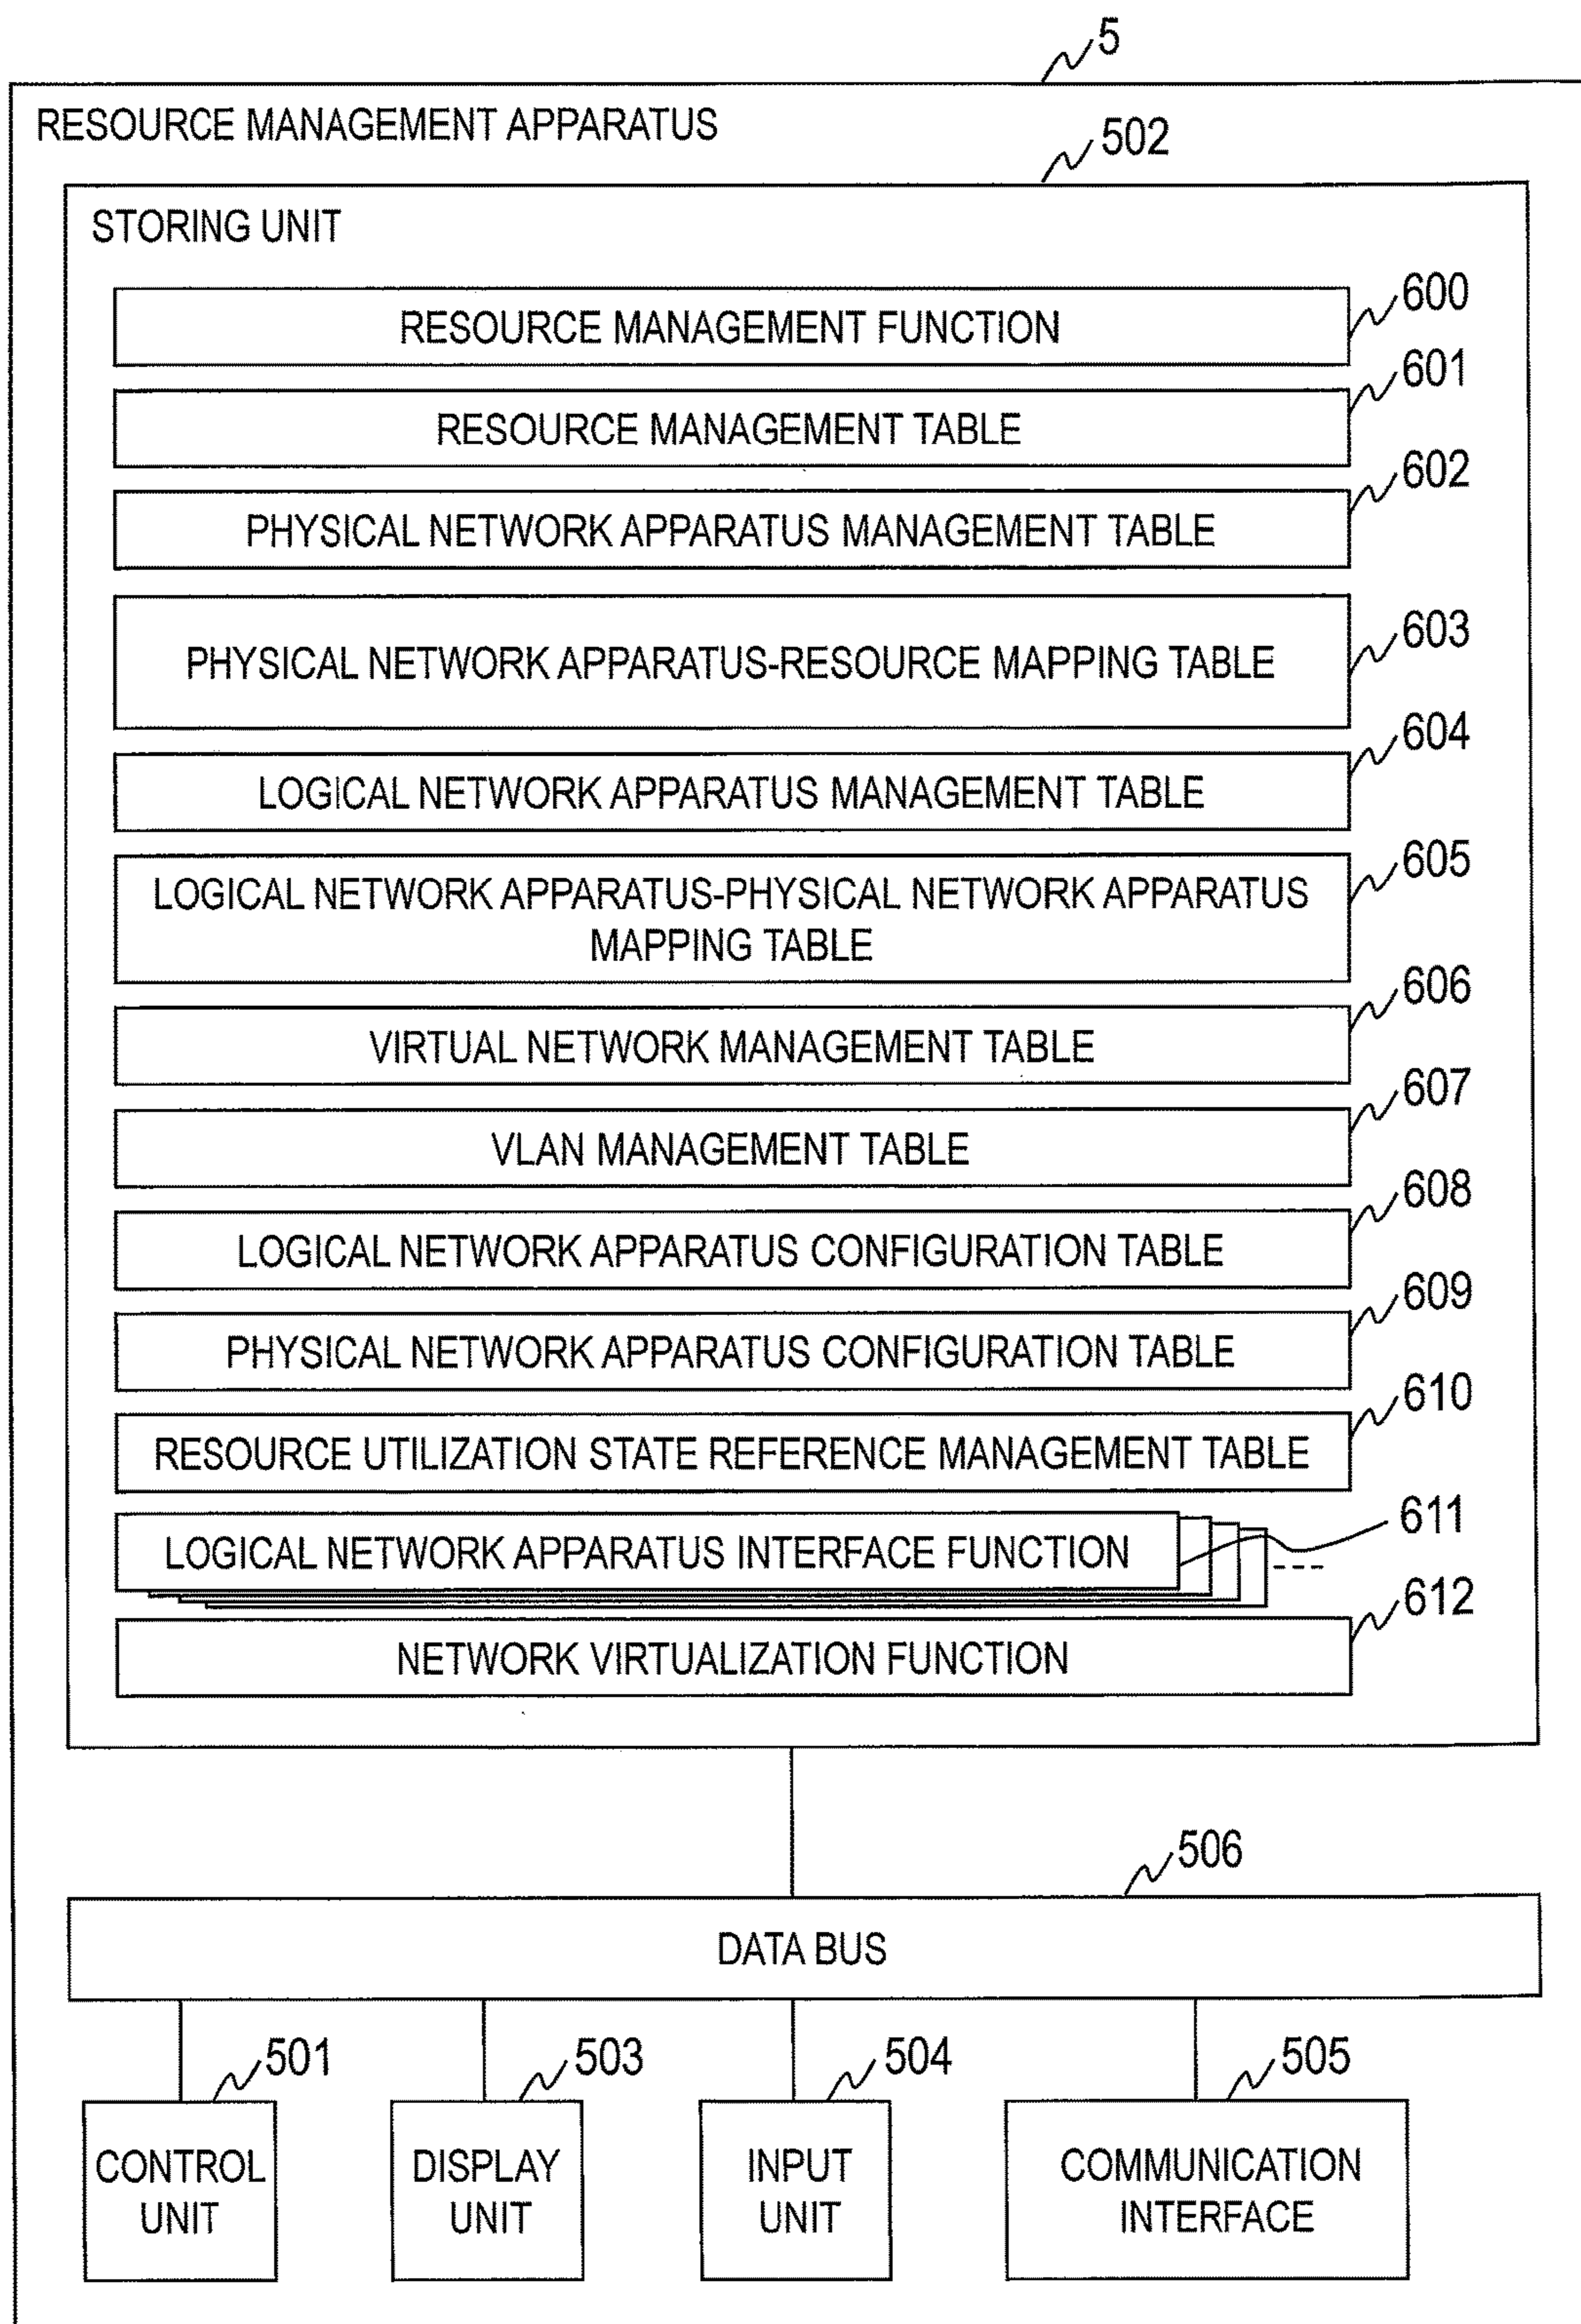 5
RESOURCE MANAGEMENT APPARATUS
502
STORING UNIT
600
RESOURCE MANAGEMENT FUNCTION
601
RESOURCE MANAGEMENT TABLE
602
PHYSICAL NETWORK APPARATUS MANAGEMENT TABLE
603
PHYSICAL NETWORK APPARATUS-RESOURCE MAPPING TABLE
604
LOGICAL NETWORK APPARATUS MANAGEMENT TABLE
605
LOGICAL NETWORK APPARATUS-PHYSICAL NETWORK APPARATUS
MAPPING TABLE
606
VIRTUAL NETWORK MANAGEMENT TABLE
607
VLAN MANAGEMENT TABLE
608
LOGICAL NETWORK APPARATUS CONFIGURATION TABLE
609
PHYSICAL NETWORK APPARATUS CONFIGURATION TABLE
610
RESOURCE UTILIZATION STATE REFERENCE MANAGEMENT TABLE
611
LOGICAL NETWORK APPARATUS INTERFACE FUNCTION
612
NETWORK VIRTUALIZATION FUNCTION
506
DATA BUS
501
CONTROL
UNIT
503
DISPLAY
UNIT
504
INPUT
UNIT
505
COMMUNICATION
INTERFACE